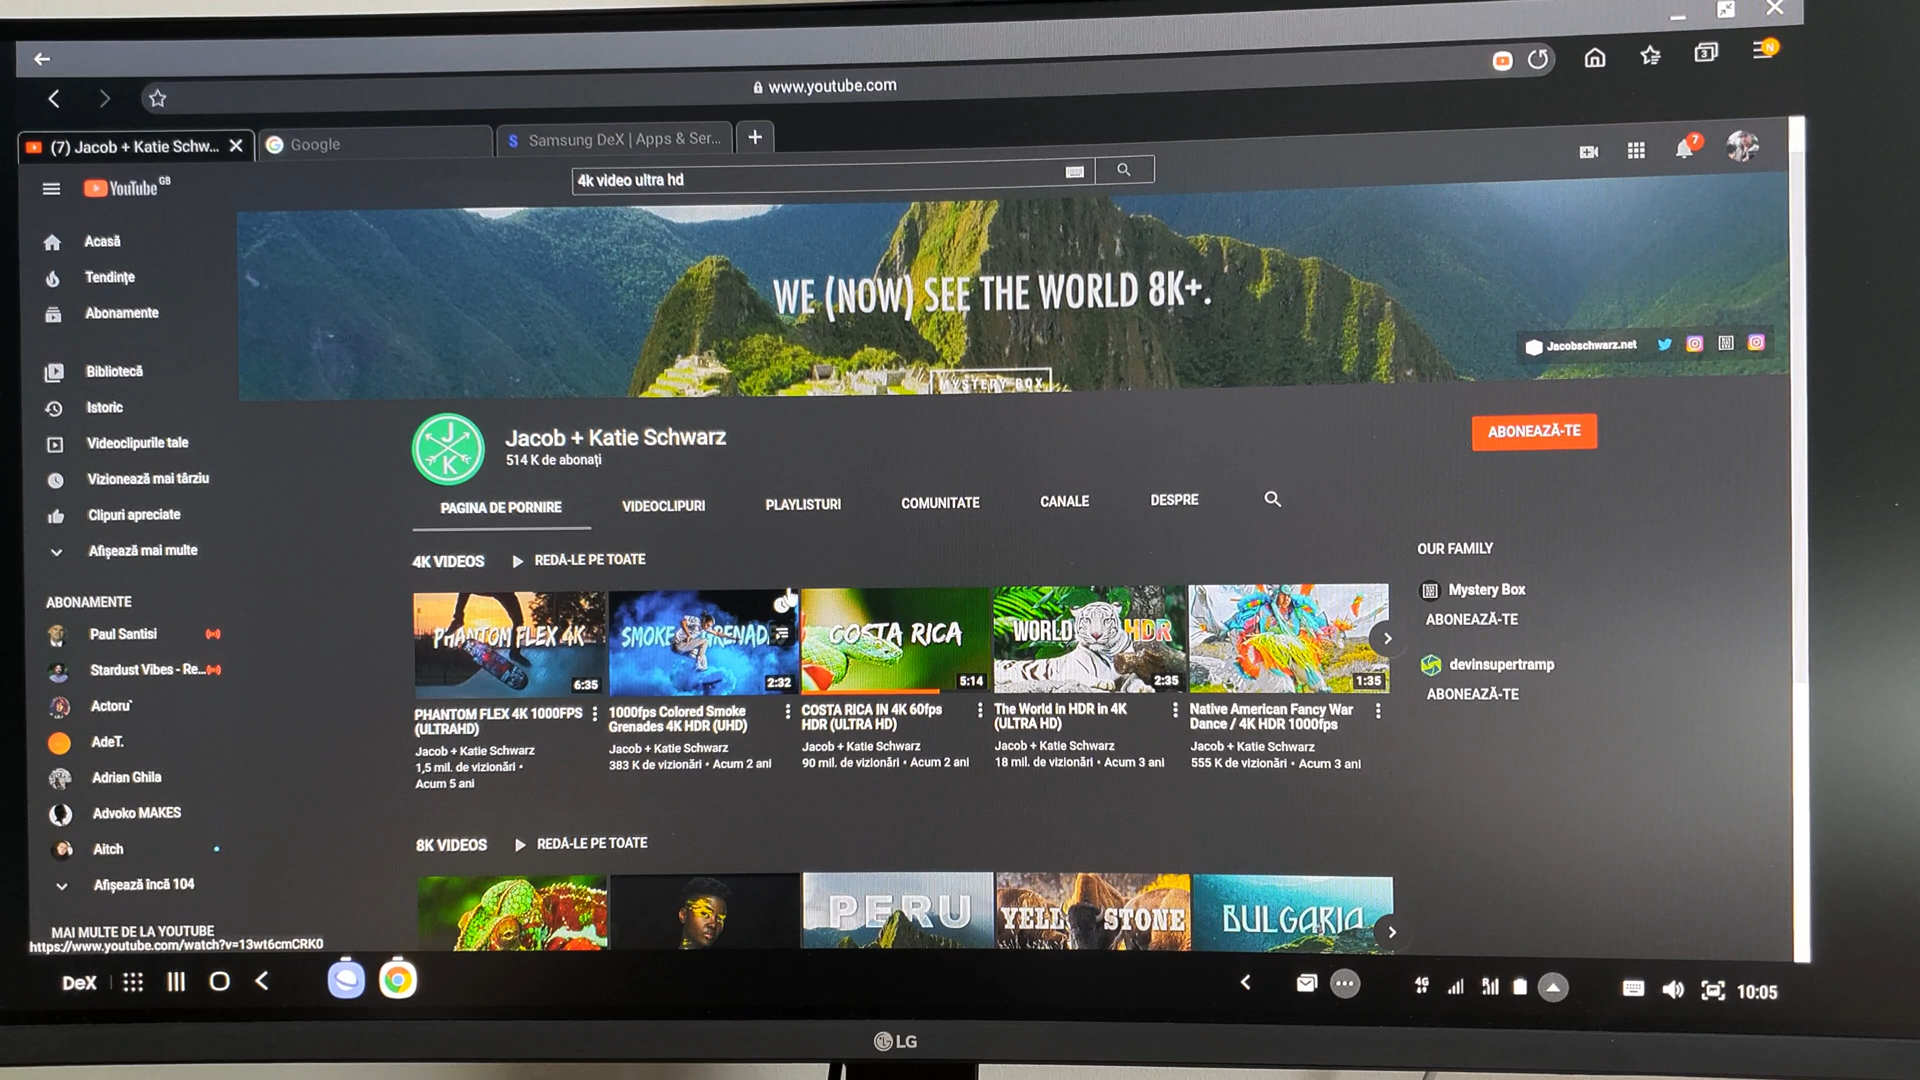 www.youtube.com
3
N
(7) Jacob + Katie Schw...
Google
S Samsung DeX | Apps & Ser...
YouTube GB
4k video ultra hd
7
Acasă
Tendințe
Abonamente
Bibliotecă
Istoric
Videoclipurile tale
Vizionează mai târziu
Clipuri apreciate
Afișează mai multe
ABONAMENTE
Paul Santisi
Stardust Vibes - Re...
Actoru`
AdeT.
Adrian Ghila
Advoko MAKES
Aitch
Afișează încă 104
MAI MULTE DE LA YOUTUBE
https://www.youtube.com/watch?v=13wt6cmCRK0
WE (NOW) SEE THE WORLD 8K+.
MYSTERY BOX
Jacobschwarz.net
J
K
Jacob + Katie Schwarz
514 K de abonați
ABONEAZĂ-TE
PAGINA DE PORNIRE
VIDEOCLIPURI
PLAYLISTURI
COMUNITATE
CANALE
DESPRE
4K VIDEOS
REDĂ-LE PE TOATE
PHANTOM FLEX 4K
6:35
PHANTOM FLEX 4K 1000FPS
(ULTRAHD)
Jacob + Katie Schwarz
1,5 mil. de vizionări •
Acum 5 ani
SMOKE GRENAD
2:32
1000fps Colored Smoke
Grenades 4K HDR (UHD)
Jacob + Katie Schwarz
383 K de vizionări • Acum 2 ani
COSTA RICA
5:14
COSTA RICA IN 4K 60fps
HDR (ULTRA HD)
Jacob + Katie Schwarz
90 mil. de vizionări • Acum 2 ani
WORLD HDR
2:35
The World in HDR in 4K
(ULTRA HD)
Jacob + Katie Schwarz
18 mil. de vizionări • Acum 3 ani
1:35
Native American Fancy War
Dance / 4K HDR 1000fps
Jacob + Katie Schwarz
555 K de vizionări • Acum 3 ani
OUR FAMILY
Mystery Box
ABONEAZĂ-TE
devinsupertramp
ABONEAZĂ-TE
8K VIDEOS
REDĂ-LE PE TOATE
PERU
YELL STONE
BULGARIA
DeX
4G
10:05
LG